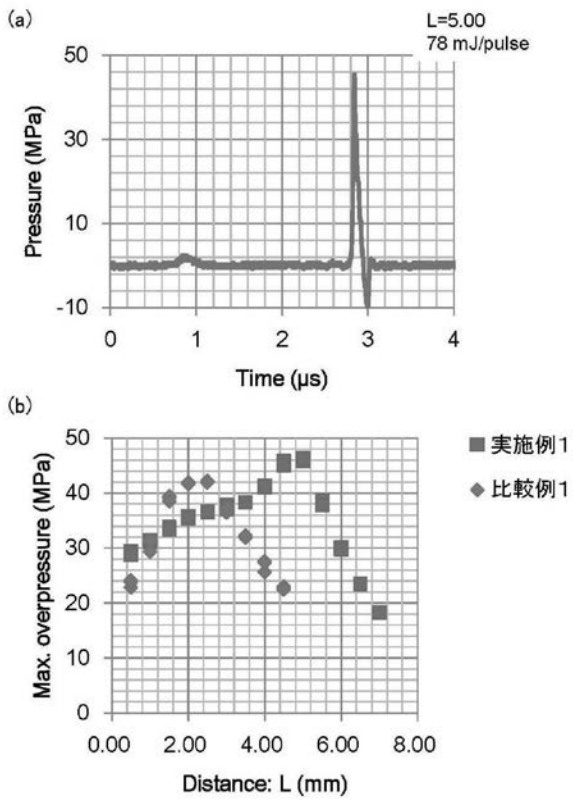 (a)
L=5.00
78 mJ/pulse
50
30
10
-10
Pressure (MPa)
0 1 2 3 4
Time (µs)
(b)
50
40
30
20
10
0
Max. overpressure (MPa)
0.00 2.00 4.00 6.00 8.00
Distance: L (mm)
実施例1
比較例1